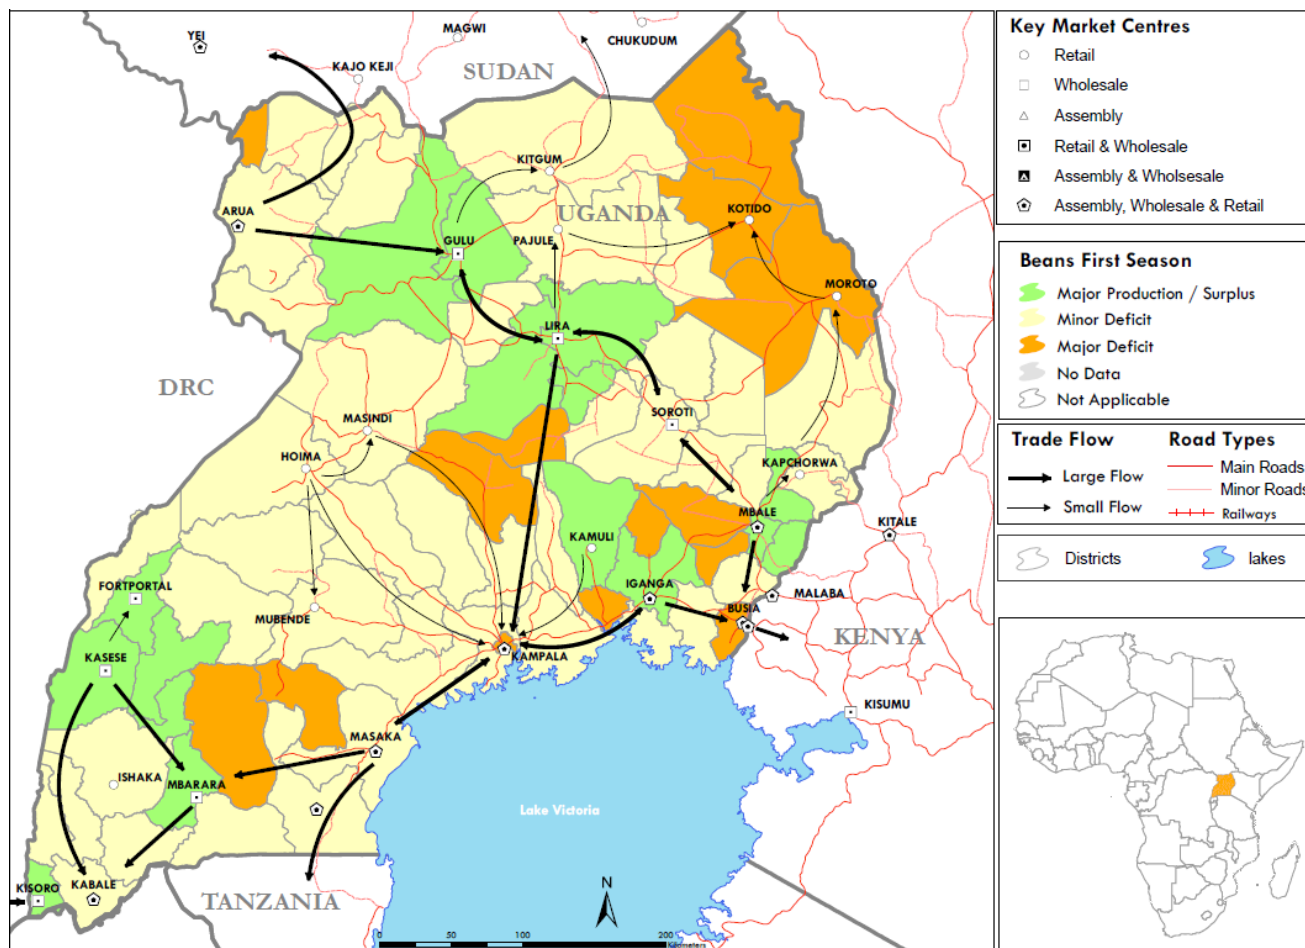 YEI
MAGWI
CHUKUDUM
KAJO KEJI
SUDAN
KITGUM
ARUA
UGANDA
KOTIDO
GULU
PAJULE
MOROTO
LIRA
DRC
MASINDI
SOROTI
HOIMA
KAPCHORWA
MBALE
KITALE
KAMULI
FORTPORTAL
IGANGA
MALABA
MUBENDE
BUSIA
KENYA
KASESE
KAMPALA
KISUMU
MASAKA
ISHAKA
MBARARA
Lake Victoria
KISORO
KABALE
TANZANIA
N
0 50 100 200
Kilometers
Key Market Centres
Retail
Wholesale
Assembly
Retail & Wholesale
Assembly & Wholsesale
Assembly, Wholesale & Retail
Beans First Season
Major Production / Surplus
Minor Deficit
Major Deficit
No Data
Not Applicable
Trade Flow
Large Flow
Small Flow
Road Types
Main Roads
Minor Roads
Railways
Districts
lakes